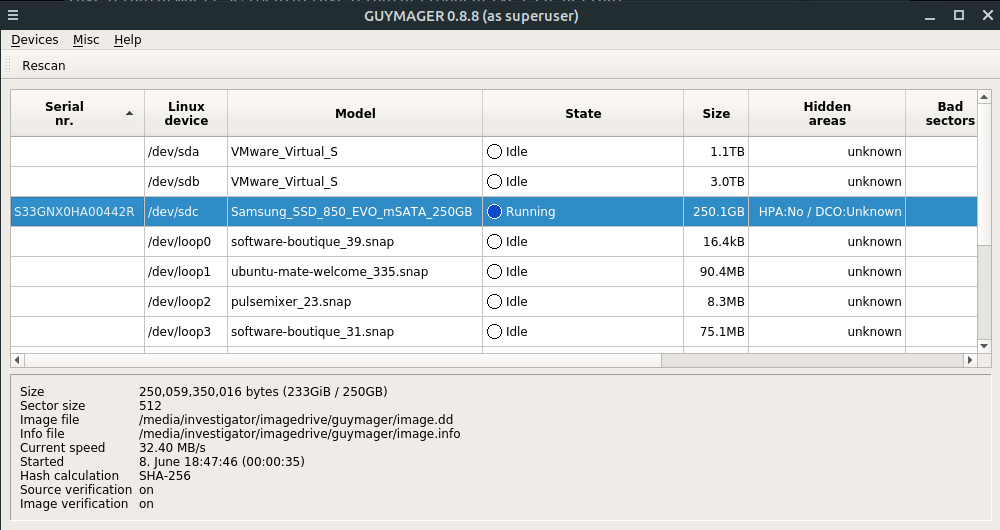 GUYMAGER 0.8.8 (as superuser)
Devices Misc Help
Rescan
Serial nr. Linux device Model State Size Hidden areas Bad sectors
/dev/sda VMware_Virtual_S Idle 1.1TB unknown
/dev/sdb VMware_Virtual_S Idle 3.0TB unknown
S33GNX0HA00442R /dev/sdc Samsung_SSD_850_EVO_mSATA_250GB Running 250.1GB HPA:No / DCO:Unknown
/dev/loop0 software-boutique_39.snap Idle 16.4kB unknown
/dev/loop1 ubuntu-mate-welcome_335.snap Idle 90.4MB unknown
/dev/loop2 pulsemixer_23.snap Idle 8.3MB unknown
/dev/loop3 software-boutique_31.snap Idle 75.1MB unknown
Size 250,059,350,016 bytes (233GiB / 250GB)
Sector size 512
Image file /media/investigator/imagedrive/guymager/image.dd
Info file /media/investigator/imagedrive/guymager/image.info
Current speed 32.40 MB/s
Started 8. June 18:47:46 (00:00:35)
Hash calculation SHA-256
Source verification on
Image verification on